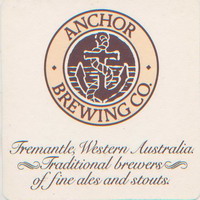 ANCHOR
BREWING CO.
Fremantle, Western Australia.
Traditional brewers
of fine ales and stouts.